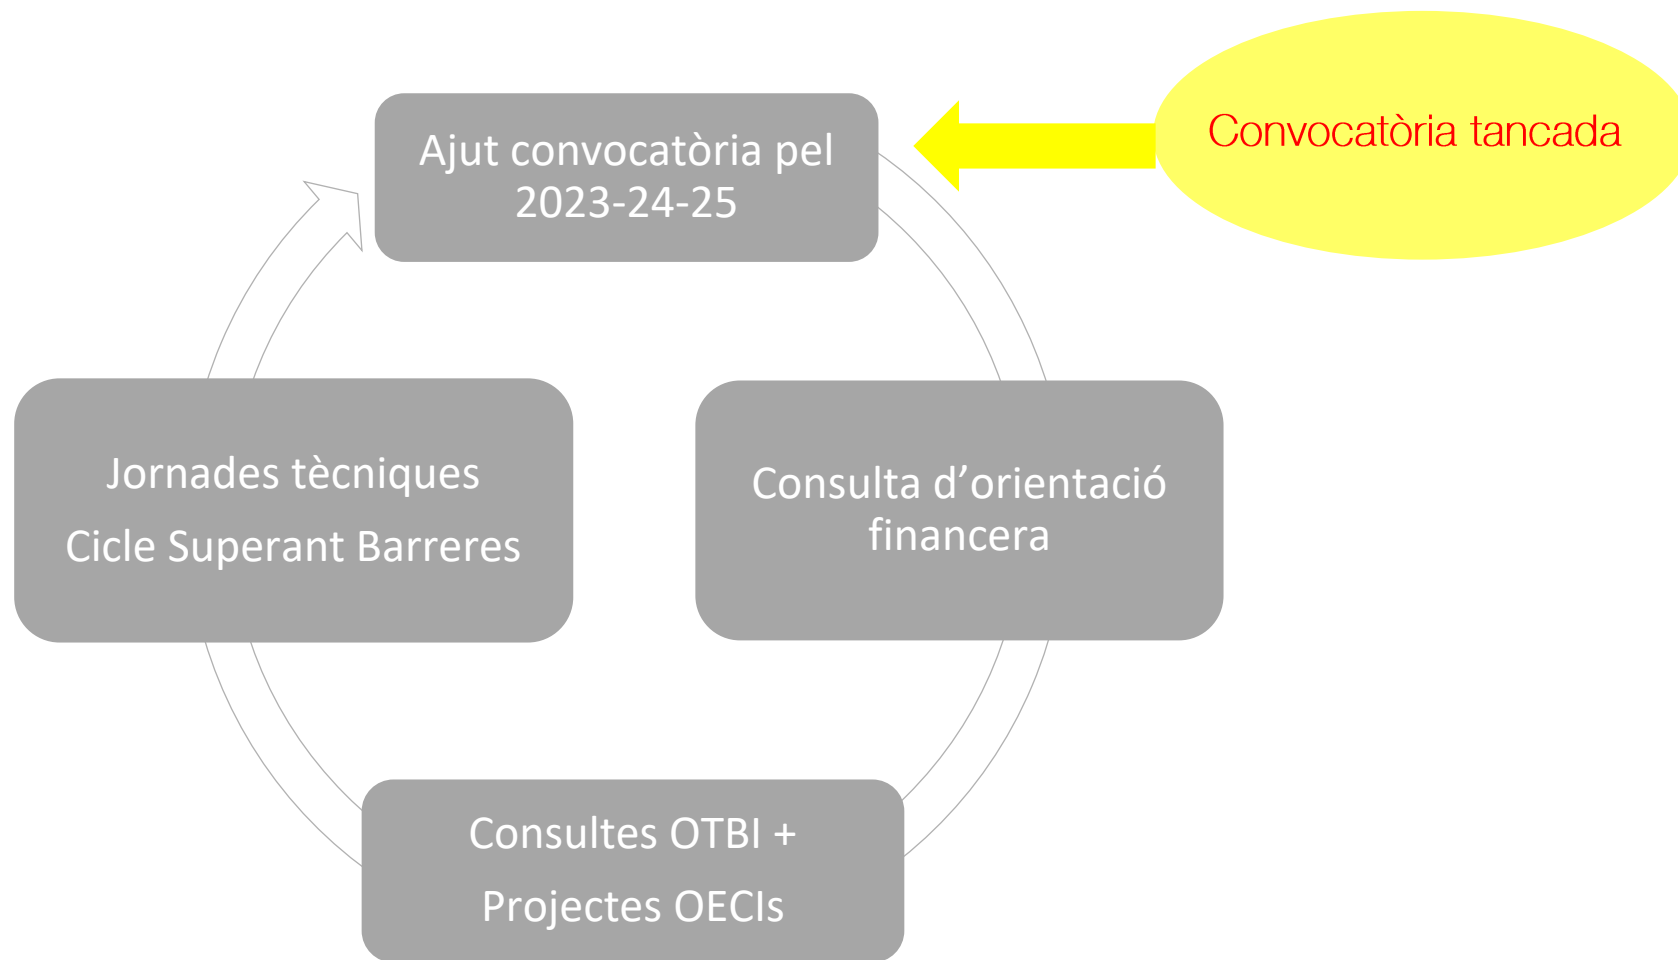 Ajut convocatòria pel
2023-24-25
Convocatòria tancada
Jornades tècniques
Cicle Superant Barreres
Consulta d’orientació
financera
Consultes OTBI +
Projectes OECIs